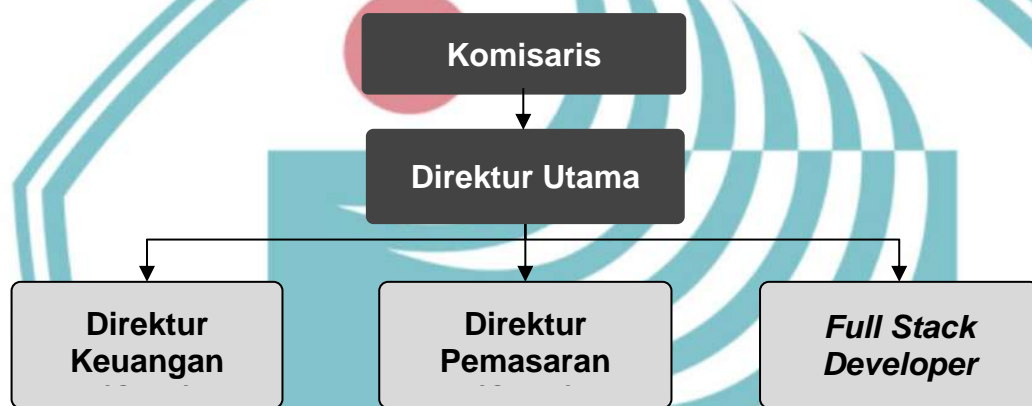 Komisaris
Direktur Utama
Direktur
Keuangan
Direktur
Pemasaran
Full Stack
Developer